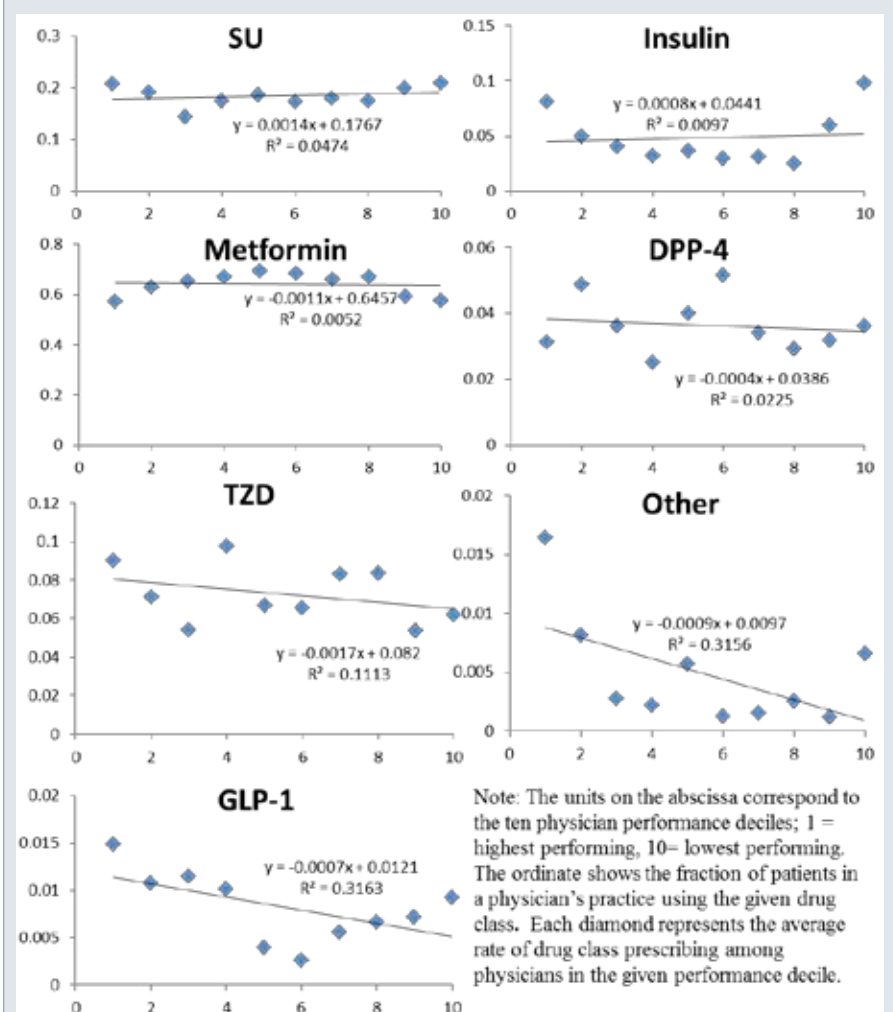 SU
0.3
0.2
0.1
0
0 2 4 6 8 10
y = 0.0014x + 0.1767
R² = 0.0474
Insulin
0.15
0.1
0.05
0
0 2 4 6 8 10
y = 0.0008x + 0.0441
R² = 0.0097
Metformin
0.8
0.6
0.4
0.2
0
0 2 4 6 8 10
y = -0.0011x + 0.6457
R² = 0.0052
DPP-4
0.06
0.04
0.02
0
0 2 4 6 8 10
y = -0.0004x + 0.0386
R² = 0.0225
TZD
0.12
0.1
0.08
0.06
0.04
0.02
0
0 2 4 6 8 10
y = -0.0017x + 0.082
R² = 0.1113
Other
0.02
0.015
0.01
0.005
0
0 2 4 6 8 10
y = -0.0009x + 0.0097
R² = 0.3156
GLP-1
0.02
0.015
0.01
0.005
0
0 2 4 6 8 10
y = -0.0007x + 0.0121
R² = 0.3163
Note: The units on the abscissa correspond to
the ten physician performance deciles; 1 =
highest performing, 10= lowest performing.
The ordinate shows the fraction of patients in
a physician's practice using the given drug
class. Each diamond represents the average
rate of drug class prescribing among
physicians in the given performance decile.